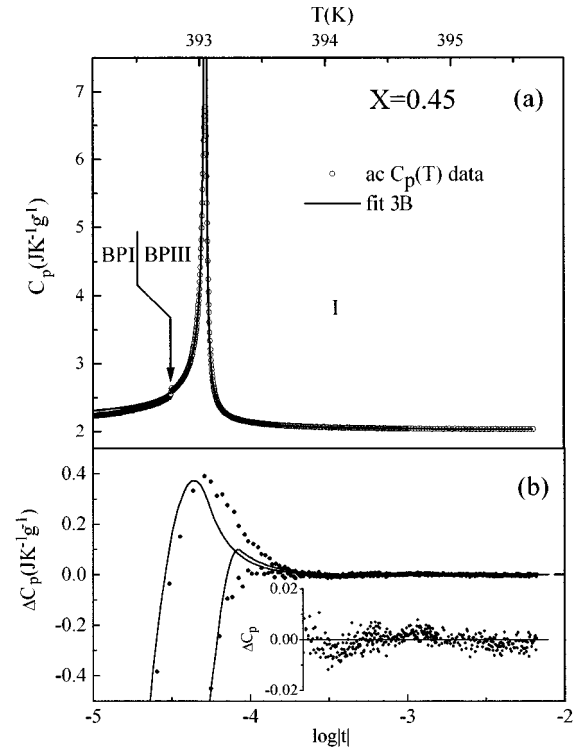 T(K)
393 394 395
7
6
5
4
3
2
C_p(JK⁻¹g⁻¹)
X=0.45 (a)
ac C_p(T) data
fit 3B
BPI BPIII
I
0.4
0.2
0.0
-0.2
-0.4
ΔC_p(JK⁻¹g⁻¹)
(b)
0.02
0.00
-0.02
ΔC_p
-5 -4 -3 -2
log|t|